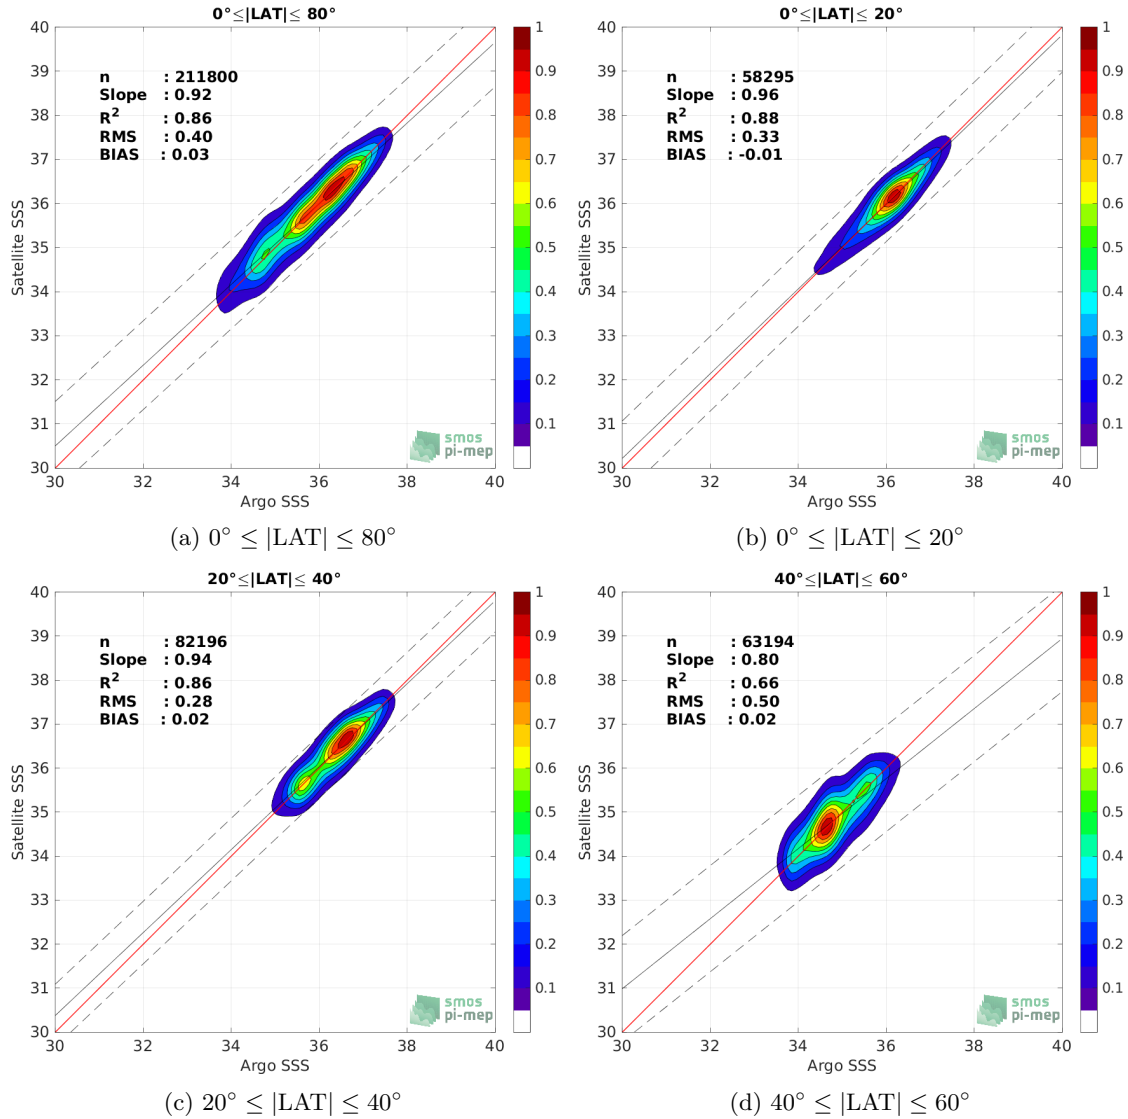 0°≤|LAT|≤ 80°
40
39
38
37
36
35
34
33
32
31
30
Satellite SSS
n : 211800
Slope : 0.92
R² : 0.86
RMS : 0.40
BIAS : 0.03
smos
pi-mep
30 32 34 36 38 40
Argo SSS
1
0.9
0.8
0.7
0.6
0.5
0.4
0.3
0.2
0.1
(a) 0° ≤ |LAT| ≤ 80°
0°≤|LAT|≤ 20°
40
39
38
37
36
35
34
33
32
31
30
Satellite SSS
n : 58295
Slope : 0.96
R² : 0.88
RMS : 0.33
BIAS : -0.01
smos
pi-mep
30 32 34 36 38 40
Argo SSS
1
0.9
0.8
0.7
0.6
0.5
0.4
0.3
0.2
0.1
(b) 0° ≤ |LAT| ≤ 20°
20°≤|LAT|≤ 40°
40
39
38
37
36
35
34
33
32
31
30
Satellite SSS
n : 82196
Slope : 0.94
R² : 0.86
RMS : 0.28
BIAS : 0.02
smos
pi-mep
30 32 34 36 38 40
Argo SSS
1
0.9
0.8
0.7
0.6
0.5
0.4
0.3
0.2
0.1
(c) 20° ≤ |LAT| ≤ 40°
40°≤|LAT|≤ 60°
40
39
38
37
36
35
34
33
32
31
30
Satellite SSS
n : 63194
Slope : 0.80
R² : 0.66
RMS : 0.50
BIAS : 0.02
smos
pi-mep
30 32 34 36 38 40
Argo SSS
1
0.9
0.8
0.7
0.6
0.5
0.4
0.3
0.2
0.1
(d) 40° ≤ |LAT| ≤ 60°